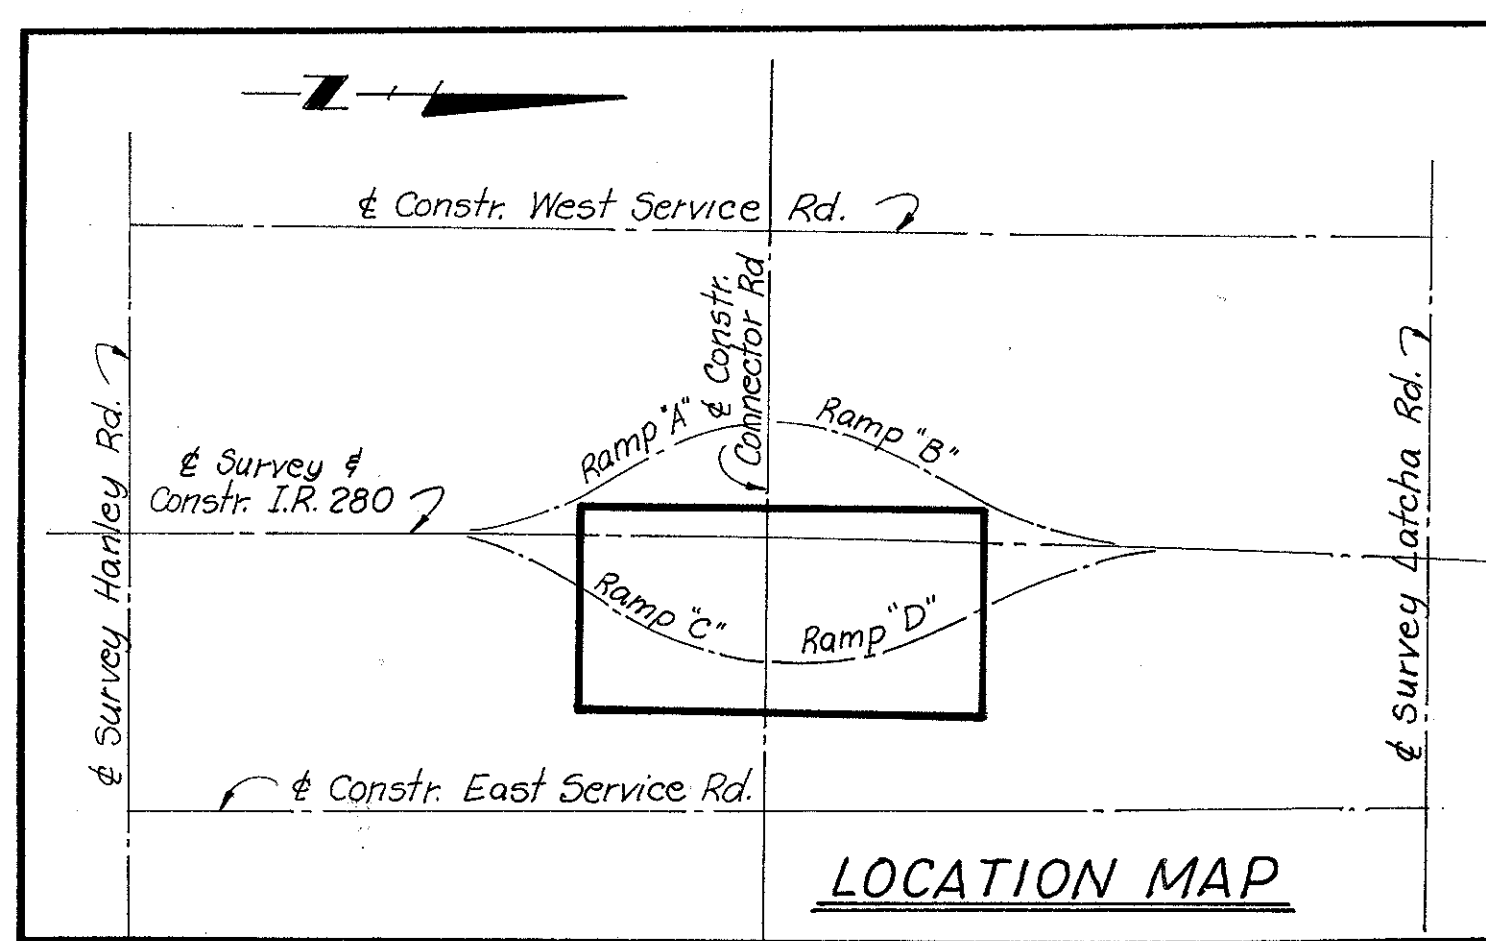 N
℄ Constr. West Service Rd.
℄ Constr.
Connector Rd
Ramp "A"
Ramp "B"
℄ Survey Hanley Rd.
℄ Survey &
Constr. I.R. 280
℄ Survey Latcha Rd.
Ramp "C"
Ramp "D"
℄ Constr. East Service Rd.
LOCATION MAP